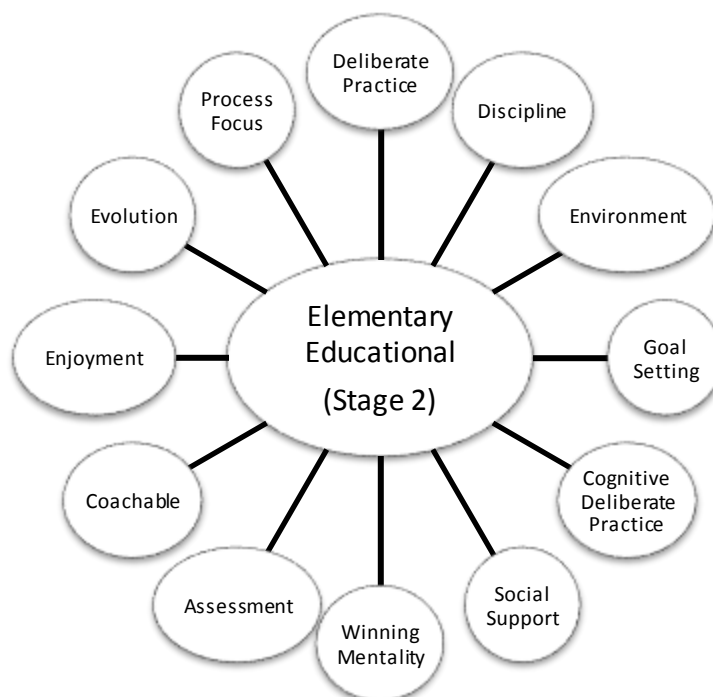 Deliberate
Practice
Discipline
Environment
Goal
Setting
Cognitive
Deliberate
Practice
Social
Support
Winning
Mentality
Assessment
Coachable
Enjoyment
Evolution
Process
Focus
Elementary
Educational
(Stage 2)